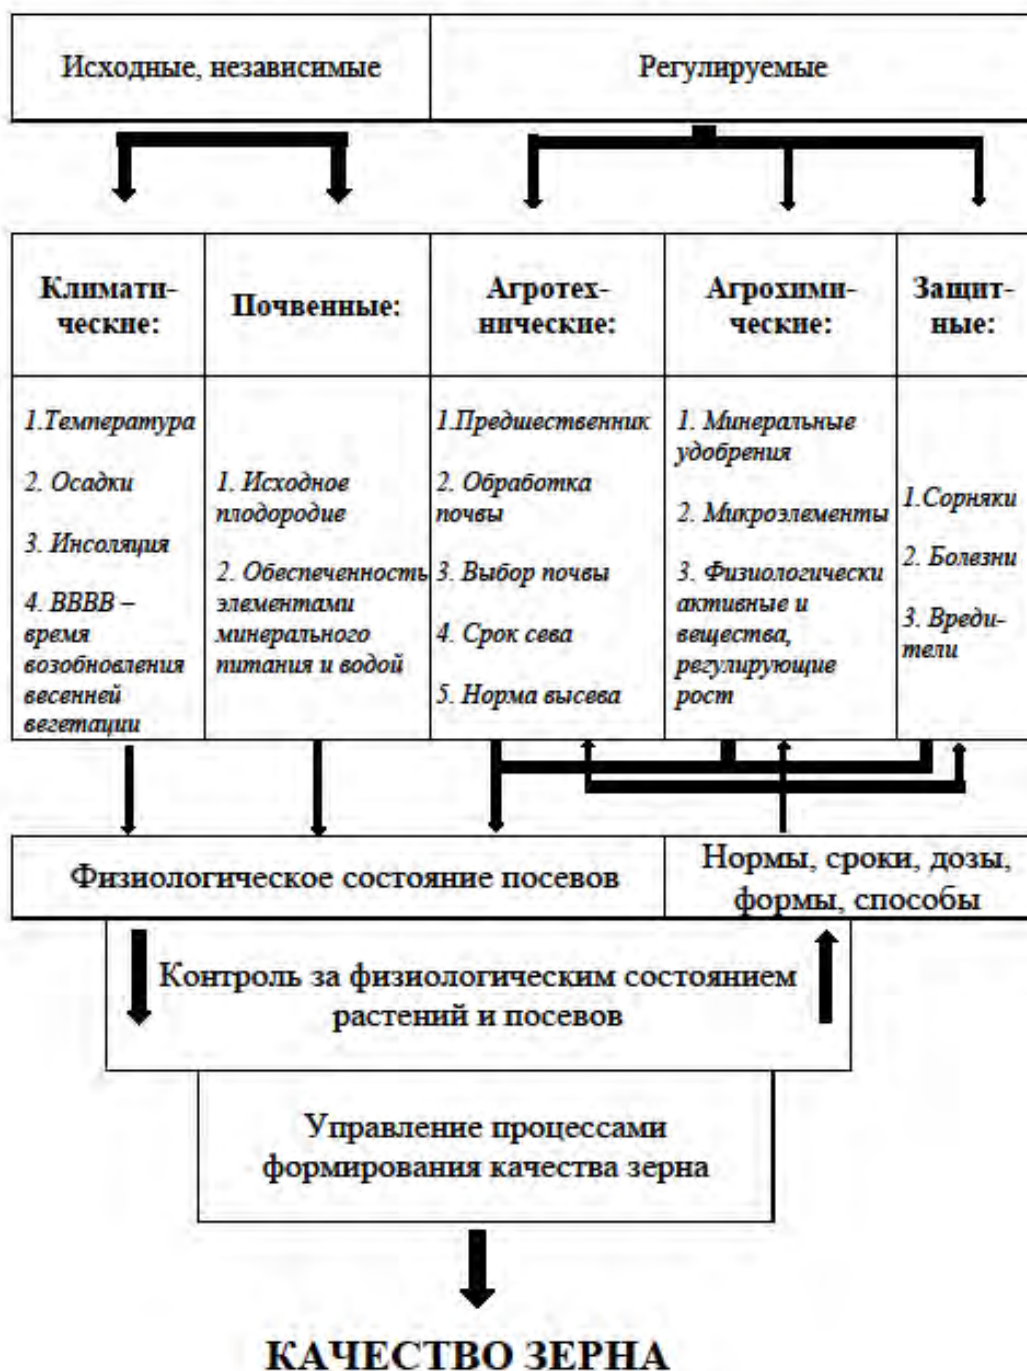 Исходные, независимые
Регулируемые
Климати-
ческие:
Почвенные:
Агротех-
нические:
Агрохими-
ческие:
Защит-
ные:
1.Температура
2. Осадки
3. Инсоляция
4. ВВВВ –
время
возобновления
весенней
вегетации
1. Исходное
плодородие
2. Обеспеченность
элементами
минерального
питания и водой
1.Предшественник
2. Обработка
почвы
3. Выбор почвы
4. Срок сева
5. Норма высева
1. Минеральные
удобрения
2. Микроэлементы
3. Физиологически
активные и
вещества,
регулирующие
рост
1.Сорняки
2. Болезни
3. Вреди-
тели
Физиологическое состояние посевов
Нормы, сроки, дозы,
формы, способы
Контроль за физиологическим состоянием
растений и посевов
Управление процессами
формирования качества зерна
КАЧЕСТВО ЗЕРНА